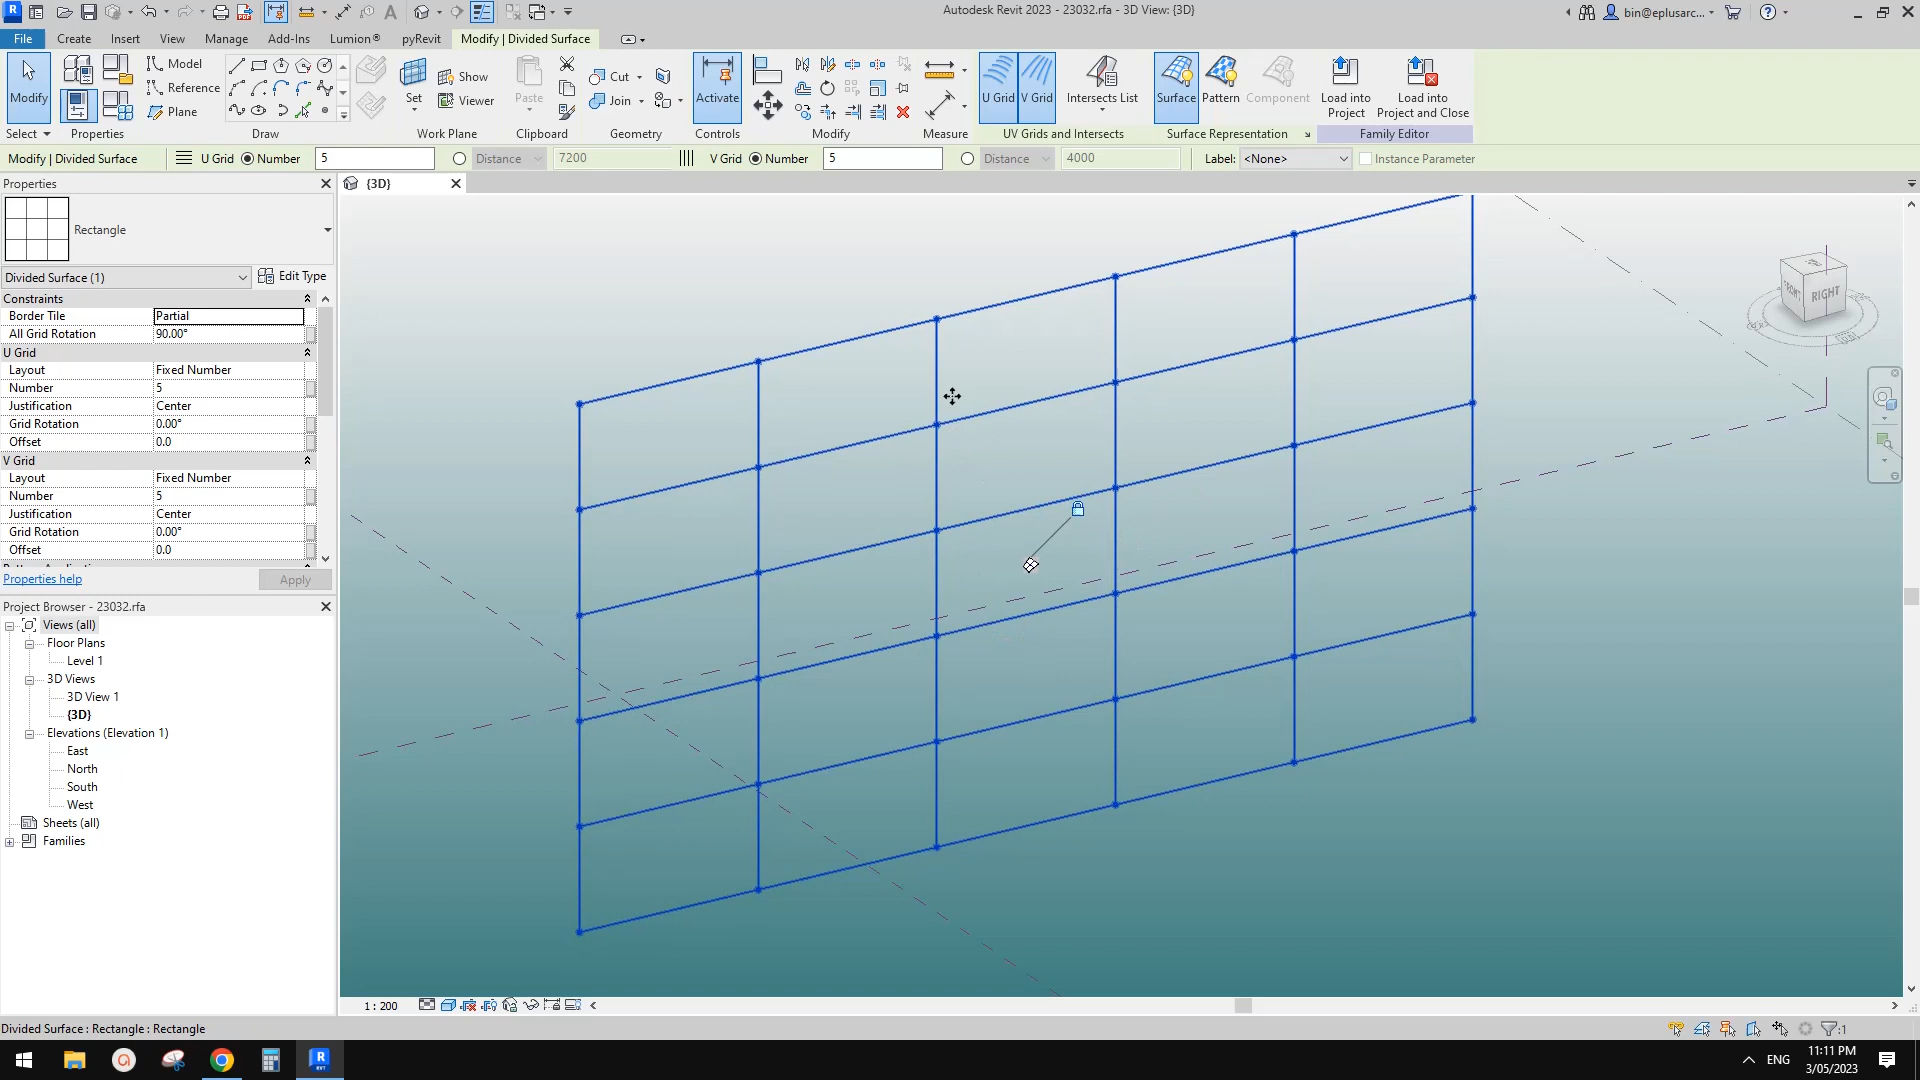 Autodesk Revit 2023 - 23032.rfa - 3D View: {3D}
bin@eplusarc...
File Create Insert View Manage Add-Ins Lumion® pyRevit Modify | Divided Surface
Modify
Model
Reference
Plane
Set
Show
Viewer
Paste
Cut
Join
Activate
U Grid V Grid
Intersects List
Surface Pattern Component
Load into Project
Load into Project and Close
Select Properties Draw Work Plane Clipboard Geometry Controls Modify Measure UV Grids and Intersects Surface Representation Family Editor
Modify | Divided Surface U Grid Number 5 Distance 7200 V Grid Number 5 Distance 4000 Label: <None> Instance Parameter
Properties
{3D}
Rectangle
Divided Surface (1) Edit Type
Constraints
Border Tile Partial
All Grid Rotation 90.00°
U Grid
Layout Fixed Number
Number 5
Justification Center
Grid Rotation 0.00°
Offset 0.0
V Grid
Layout Fixed Number
Number 5
Justification Center
Grid Rotation 0.00°
Offset 0.0
Properties help Apply
Project Browser - 23032.rfa
Views (all)
Floor Plans
Level 1
3D Views
3D View 1
{3D}
Elevations (Elevation 1)
East
North
South
West
Sheets (all)
Families
FRONT RIGHT
1 : 200
Divided Surface : Rectangle : Rectangle
:1
ENG
11:11 PM
3/05/2023